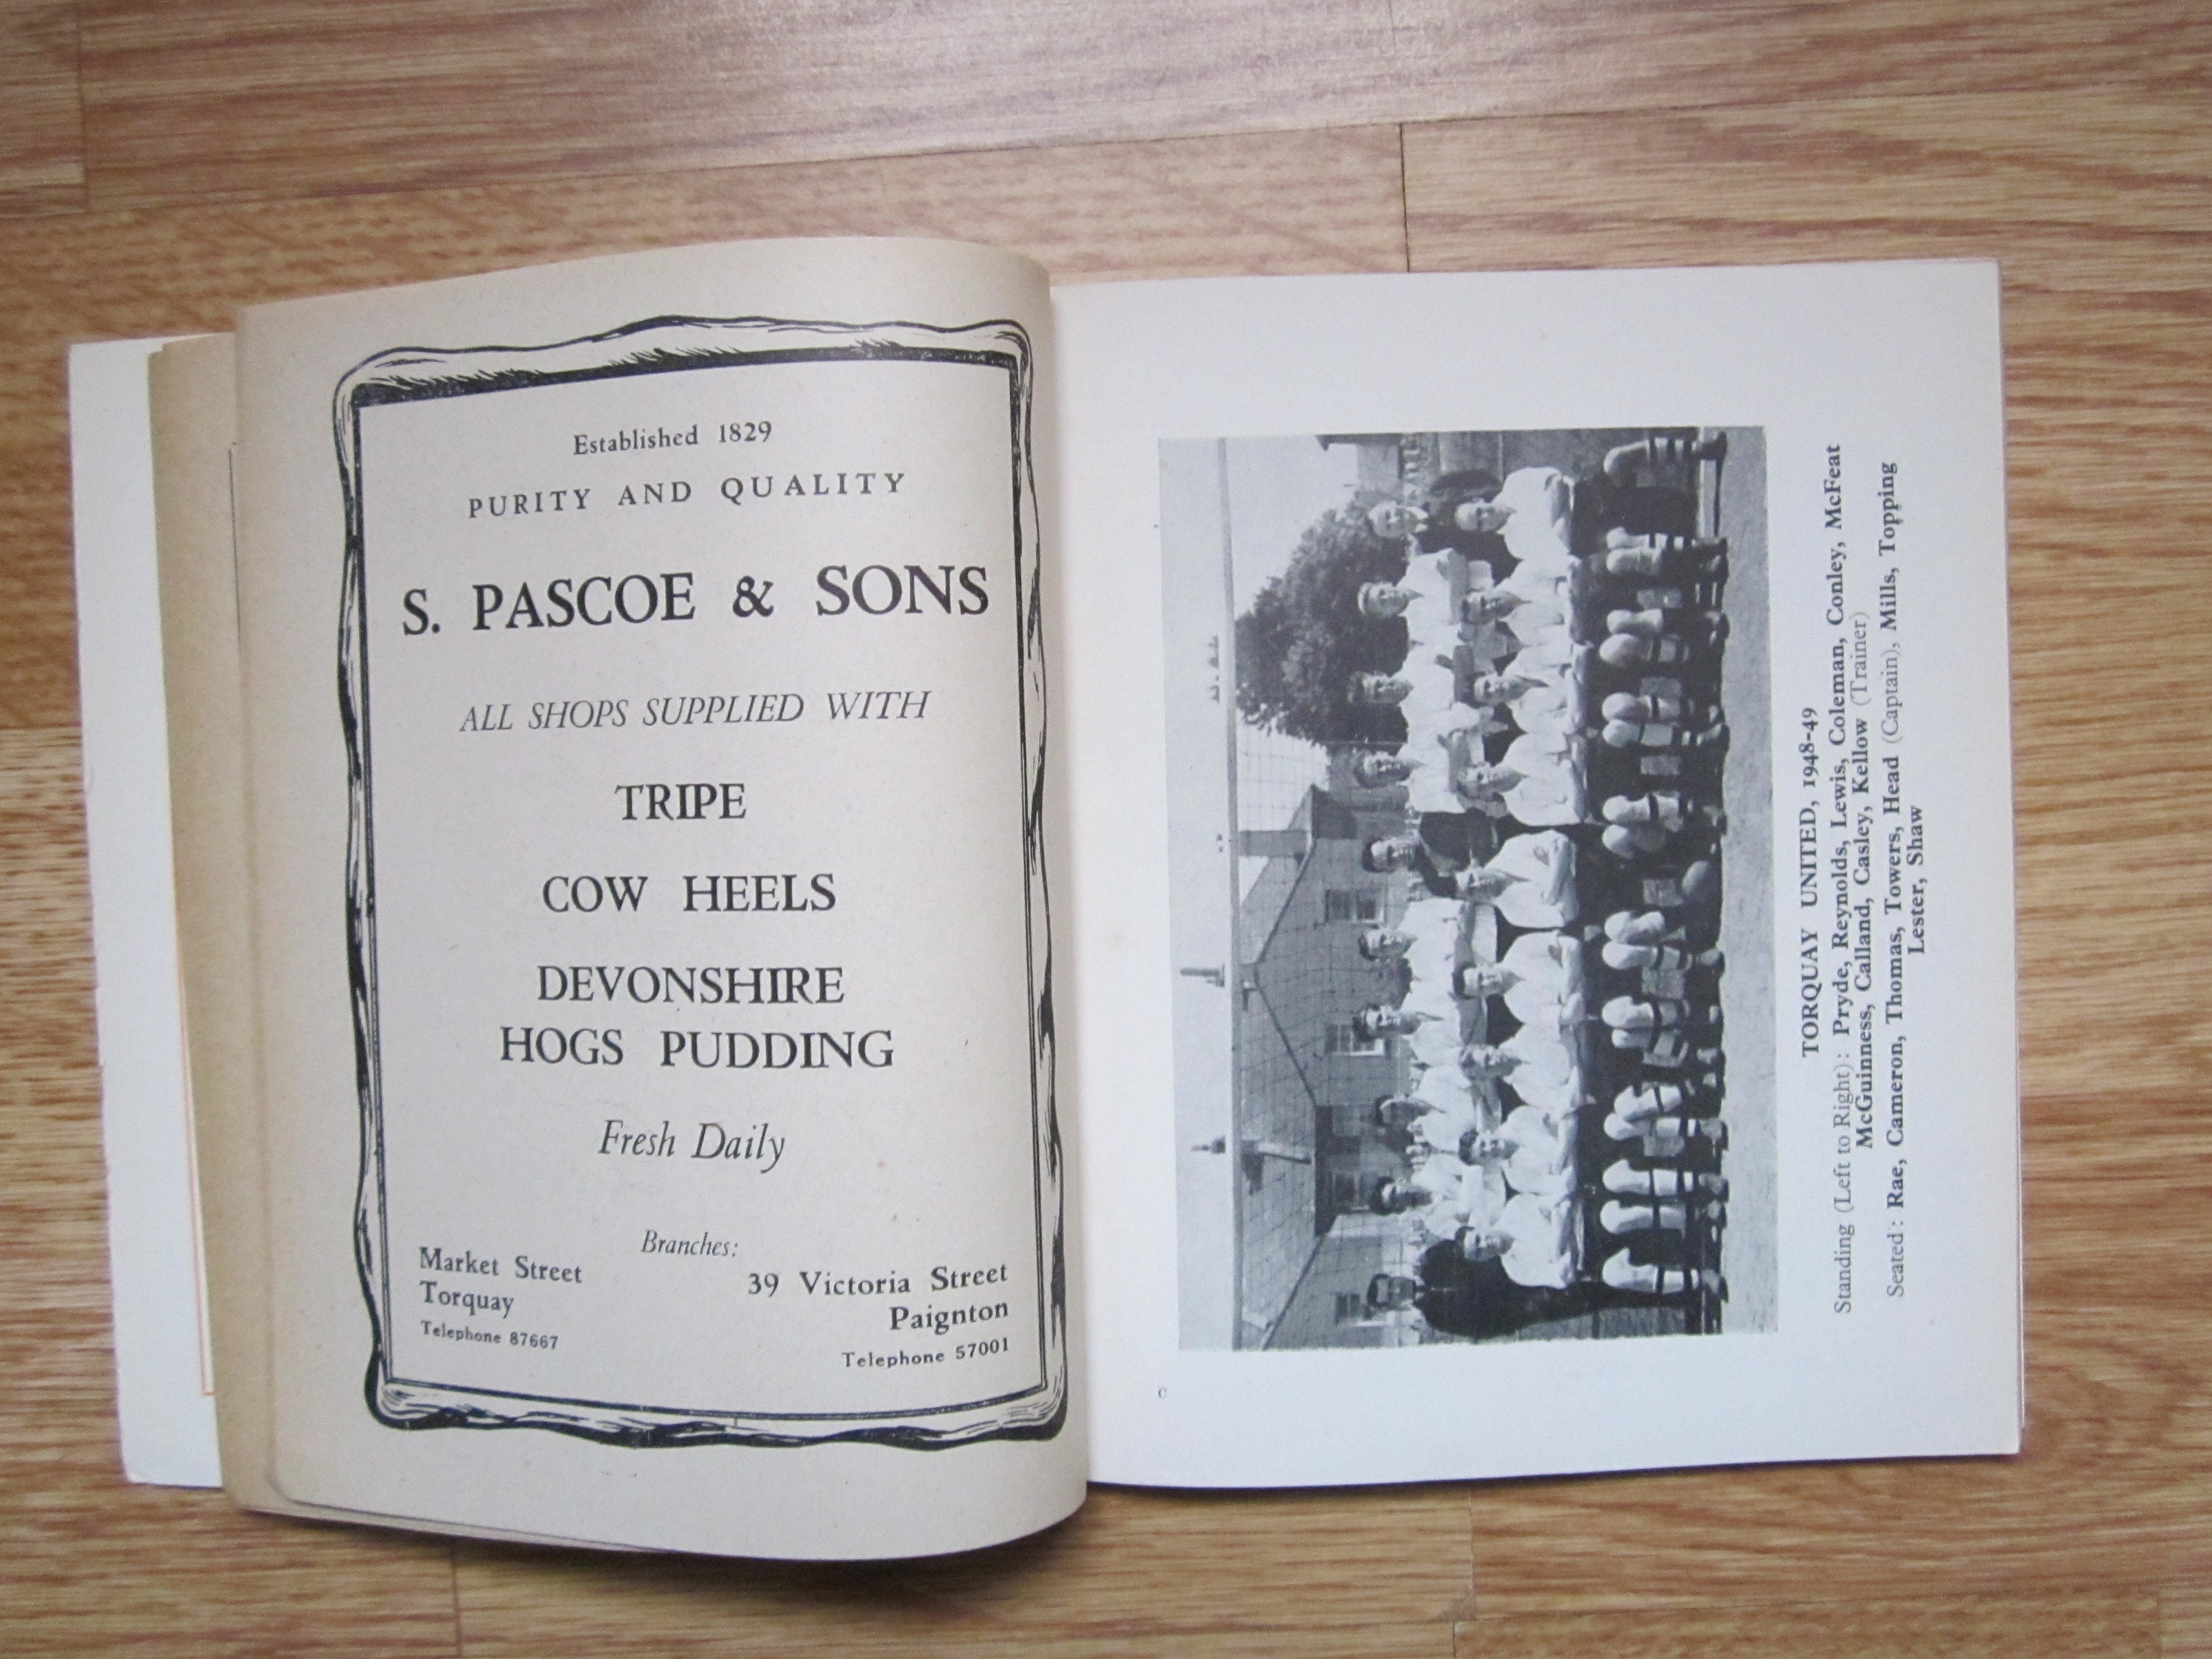 Established 1829
PURITY AND QUALITY
S. PASCOE & SONS
ALL SHOPS SUPPLIED WITH
TRIPE
COW HEELS
DEVONSHIRE
HOGS PUDDING
Fresh Daily
Branches:
Market Street
Torquay
Telephone 87667
39 Victoria Street
Paignton
Telephone 57001
TORQUAY UNITED, 1948-49
Standing (Left to Right): Pryde, Reynolds, Lewis, Coleman, Conley, McFeat
McGuinness, Calland, Casley, Kellow (Trainer)
Seated: Rae, Cameron, Thomas, Towers, Head (Captain), Mills, Topping
Lester, Shaw
C